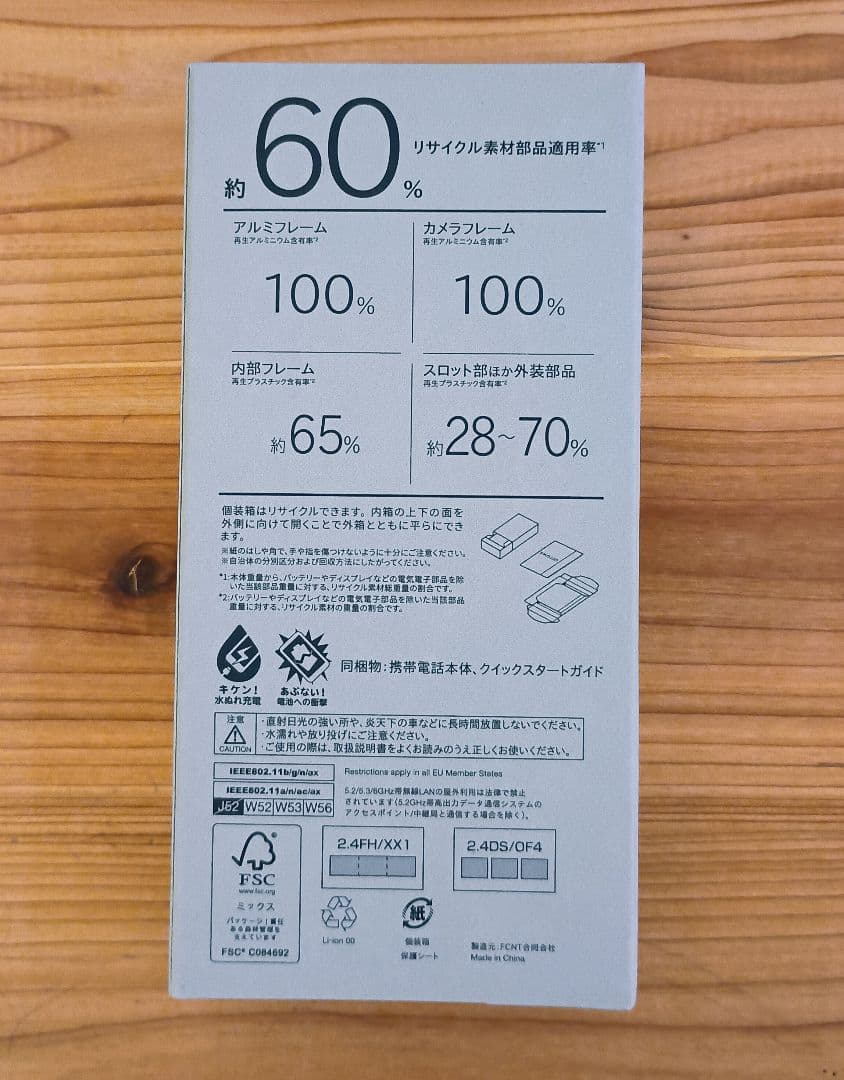 約60% リサイクル素材部品適用率*1
アルミフレーム
再生アルミニウム含有率*2
100%
カメラフレーム
再生アルミニウム含有率*2
100%
内部フレーム
再生プラスチック含有率*2
約65%
スロット部ほか外装部品
再生プラスチック含有率*2
約28~70%
個装箱はリサイクルできます。内箱の上下の面を
外側に向けて開くことで外箱とともに平らにでき
ます。
※紙のはしや角で、手や指を傷つけないように十分にご注意ください。
※自治体の分別区分および回収方法にしたがってください。
*1:本体重量から、バッテリーやディスプレイなどの電気電子部品を除
いた当該部品重量に対する、リサイクル素材総重量の割合です。
*2:バッテリーやディスプレイなどの電気電子部品を除いた当該部品
重量に対する、リサイクル素材の重量の割合です。
キケン!
水ぬれ充電
あぶない!
電池への衝撃
同梱物:携帯電話本体、クイックスタートガイド
注意
CAUTION
・直射日光の強い所や、炎天下の車などに長時間放置しないでください。
・水濡れや放り投げにご注意ください。
・ご使用の際は、取扱説明書をよくお読みのうえ正しくお使いください。
IEEE802.11b/g/n/ax
Restrictions apply in all EU Member States
IEEE802.11a/n/ac/ax
J52 W52 W53 W56
5.2/5.3/6GHz帯無線LANの屋外利用は法律で禁止
されています(5.2GHz帯高出力データ通信システムの
アクセスポイント/中継局と通信する場合を除く)。
FSC
www.fsc.org
ミックス
パッケージ|責任
ある森林管理を
支えています
FSC® C084692
2.4FH/XX1
2.4DS/OF4
Li-ion 00
紙
個装箱
保護シート
製造元:FCNT合同会社
Made in China